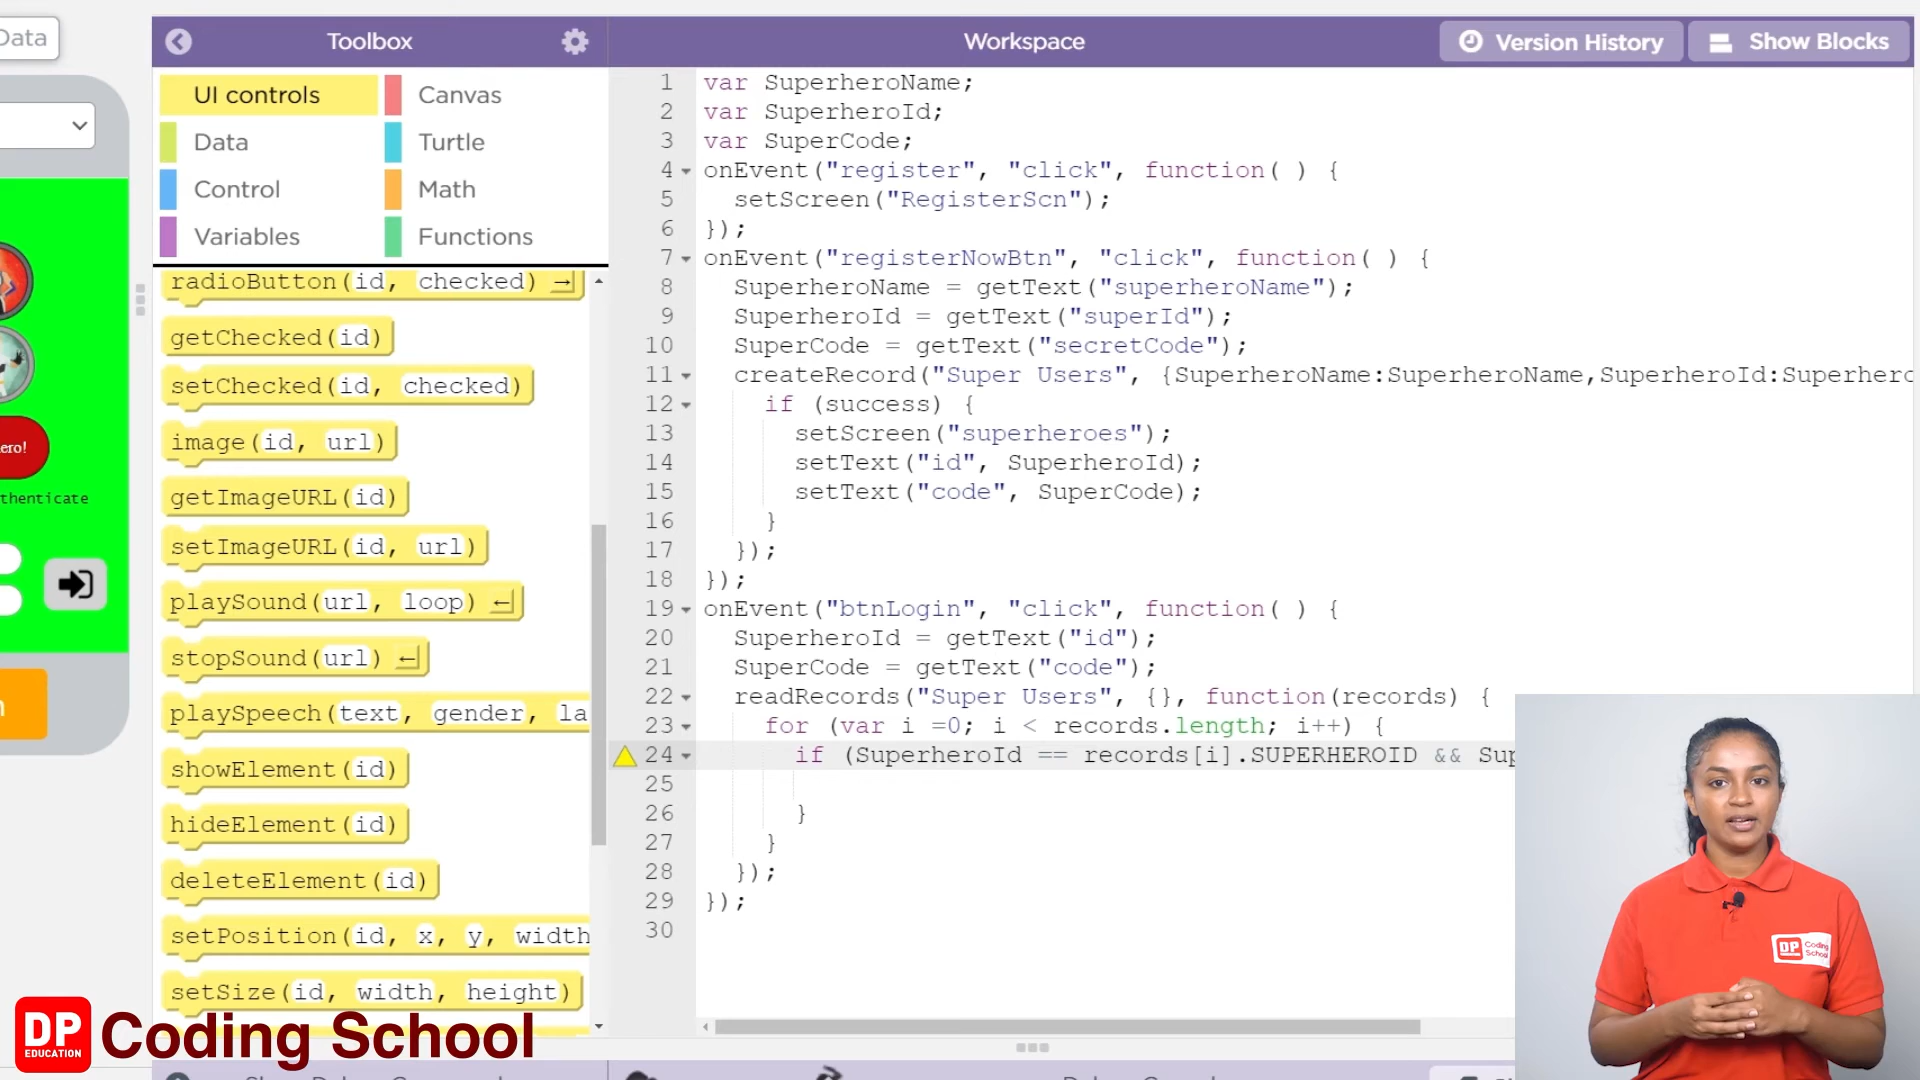 Data
Toolbox
Workspace
Version History
Show Blocks
UI controls
Canvas
Data
Turtle
Control
Math
Variables
Functions
radioButton(id, checked)
getChecked(id)
setChecked(id, checked)
image(id, url)
getImageURL(id)
setImageURL(id, url)
playSound(url, loop)
stopSound(url)
playSpeech(text, gender, la
showElement(id)
hideElement(id)
deleteElement(id)
setPosition(id, x, y, width
setSize(id, width, height)
1 var SuperheroName;
2 var SuperheroId;
3 var SuperCode;
4 onEvent("register", "click", function( ) {
5 setScreen("RegisterScn");
6 });
7 onEvent("registerNowBtn", "click", function( ) {
8 SuperheroName = getText("superheroName");
9 SuperheroId = getText("superId");
10 SuperCode = getText("secretCode");
11 createRecord("Super Users", {SuperheroName:SuperheroName,SuperheroId:Superhero
12 if (success) {
13 setScreen("superheroes");
14 setText("id", SuperheroId);
15 setText("code", SuperCode);
16 }
17 });
18 });
19 onEvent("btnLogin", "click", function( ) {
20 SuperheroId = getText("id");
21 SuperCode = getText("code");
22 readRecords("Super Users", {}, function(records) {
23 for (var i =0; i < records.length; i++) {
24 if (SuperheroId == records[i].SUPERHEROID && Sup
25
26 }
27 }
28 });
29 });
30
ero!
thenticate
DP
EDUCATION
Coding School
DP
Coding
School